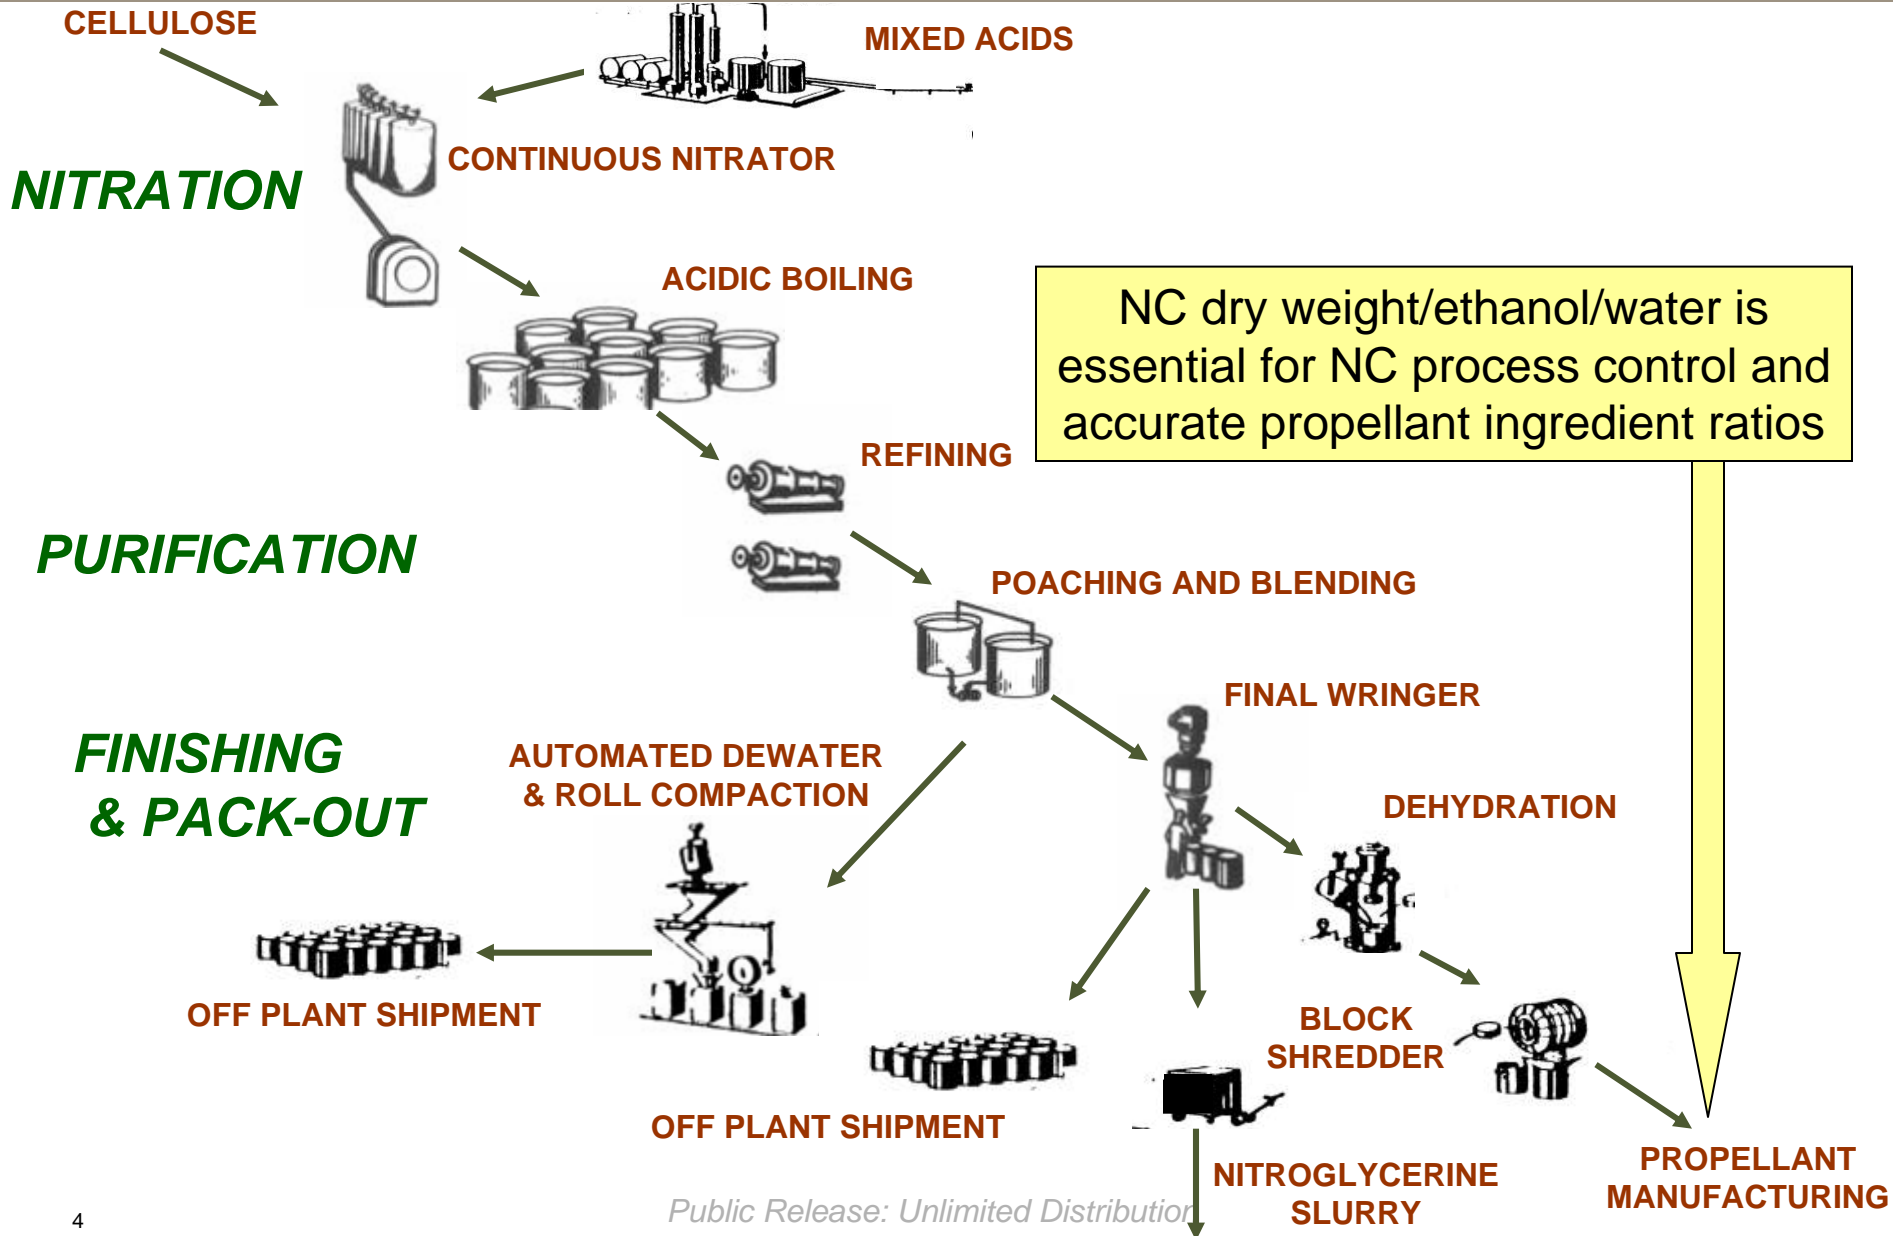 CELLULOSE
MIXED ACIDS
CONTINUOUS NITRATOR
NITRATION
ACIDIC BOILING
NC dry weight/ethanol/water is
essential for NC process control and
accurate propellant ingredient ratios
REFINING
PURIFICATION
POACHING AND BLENDING
FINAL WRINGER
FINISHING
& PACK-OUT
AUTOMATED DEWATER
& ROLL COMPACTION
DEHYDRATION
OFF PLANT SHIPMENT
BLOCK
SHREDDER
OFF PLANT SHIPMENT
NITROGLYCERINE
SLURRY
PROPELLANT
MANUFACTURING
Public Release: Unlimited Distribution
4